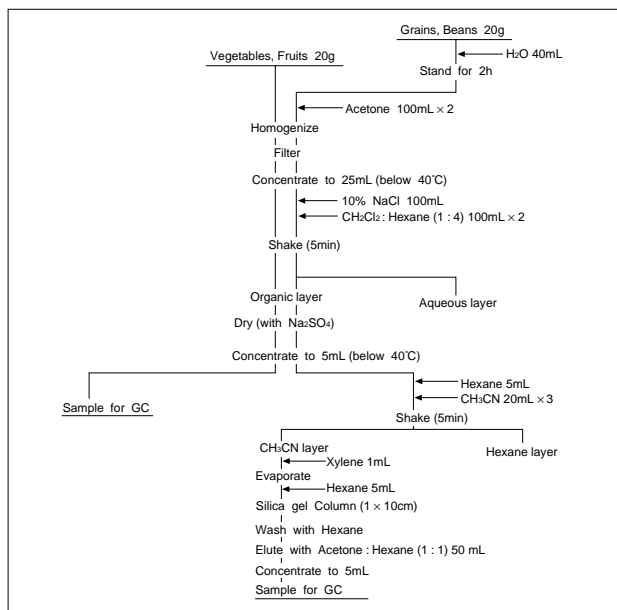 Grains, Beans 20g
H₂O 40mL
Vegetables, Fruits 20g
Stand for 2h
Acetone 100mL × 2
Homogenize
Filter
Concentrate to 25mL (below 40℃)
10% NaCl 100mL
CH₂Cl₂ : Hexane (1 : 4) 100mL × 2
Shake (5min)
Organic layer
Aqueous layer
Dry (with Na₂SO₄)
Concentrate to 5mL (below 40℃)
Hexane 5mL
Sample for GC
CH₃CN 20mL × 3
Shake (5min)
CH₃CN layer
Hexane layer
Xylene 1mL
Evaporate
Hexane 5mL
Silica gel Column (1 × 10cm)
Wash with Hexane
Elute with Acetone : Hexane (1 : 1) 50 mL
Concentrate to 5mL
Sample for GC